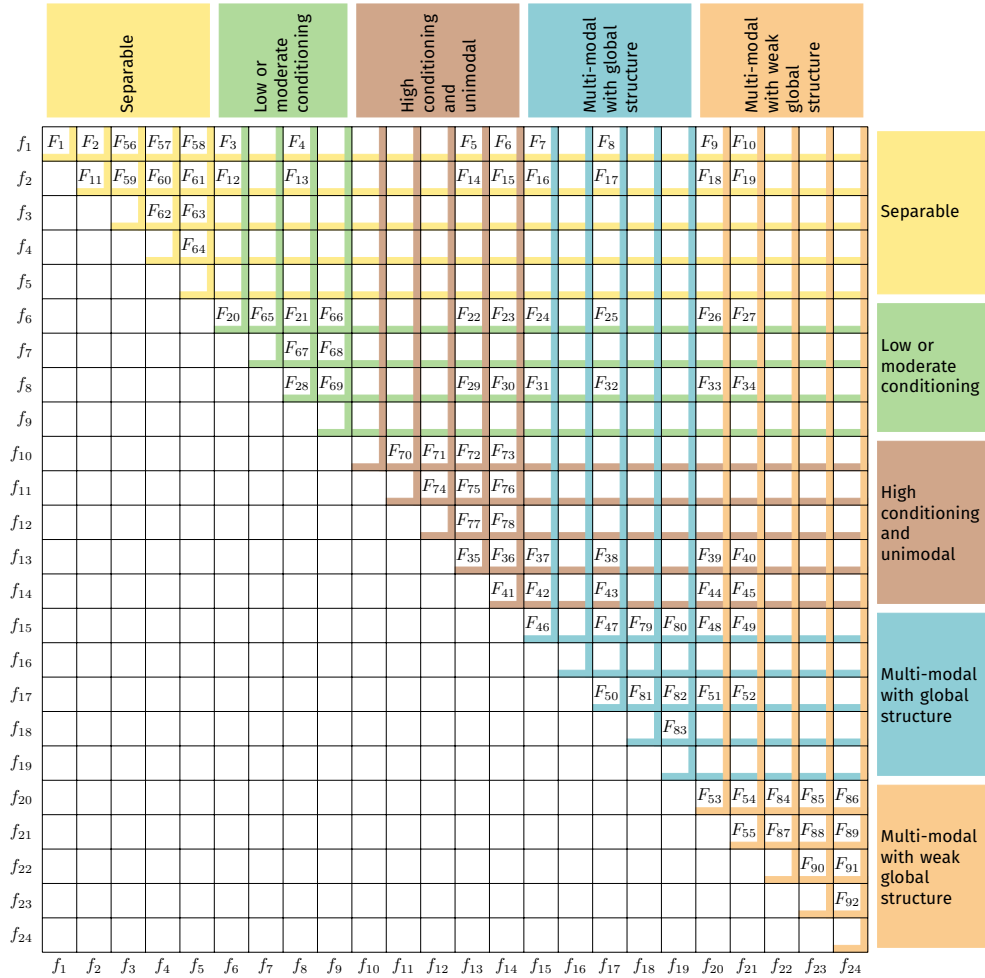 Separable
Low or
moderate
conditioning
High
conditioning
and
unimodal
Multi-modal
with global
structure
Multi-modal
with weak
global
structure
f1 F1 F2 F56 F57 F58 F3 F4 F5 F6 F7 F8 F9 F10
f2 F11 F59 F60 F61 F12 F13 F14 F15 F16 F17 F18 F19
f3 F62 F63
Separable
f4 F64
f5
f6 F20 F65 F21 F66 F22 F23 F24 F25 F26 F27
f7 F67 F68
Low or
moderate
conditioning
f8 F28 F69 F29 F30 F31 F32 F33 F34
f9
f10 F70 F71 F72 F73
f11 F74 F75 F76
f12 F77 F78
High
conditioning
and
unimodal
f13 F35 F36 F37 F38 F39 F40
f14 F41 F42 F43 F44 F45
f15 F46 F47 F79 F80 F48 F49
f16
f17 F50 F81 F82 F51 F52
Multi-modal
with global
structure
f18 F83
f19
f20 F53 F54 F84 F85 F86
f21 F55 F87 F88 F89
f22 F90 F91
Multi-modal
with weak
global
structure
f23 F92
f24
f1 f2 f3 f4 f5 f6 f7 f8 f9 f10 f11 f12 f13 f14 f15 f16 f17 f18 f19 f20 f21 f22 f23 f24